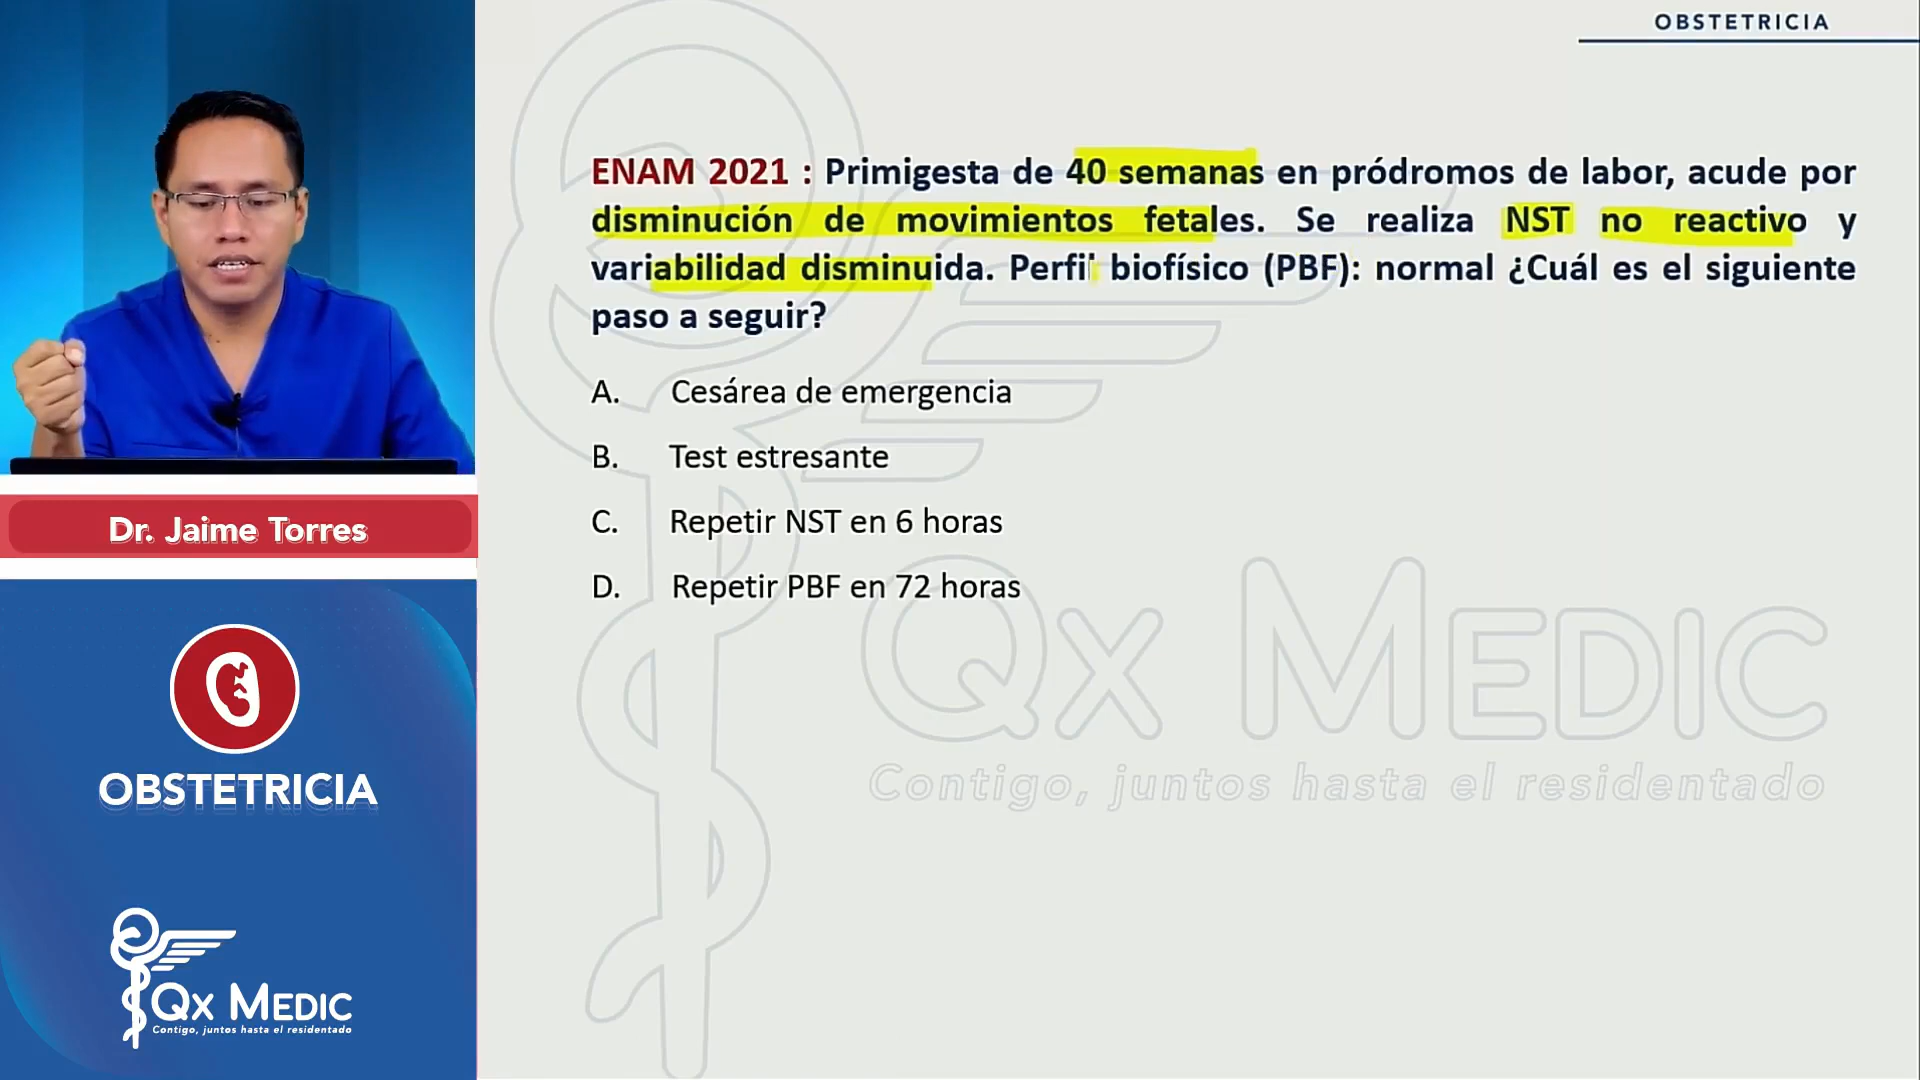 OBSTETRICIA
ENAM 2021 : Primigesta de 40 semanas en pródromos de labor, acude por
disminución de movimientos fetales. Se realiza NST no reactivo y
variabilidad disminuida. Perfil biofísico (PBF): normal ¿Cuál es el siguiente
paso a seguir?
A. Cesárea de emergencia
B. Test estresante
C. Repetir NST en 6 horas
D. Repetir PBF en 72 horas
Qx MEDIC
Contigo, juntos hasta el residentado
Dr. Jaime Torres
OBSTETRICIA
Qx MEDIC
Contigo, juntos hasta el residentado